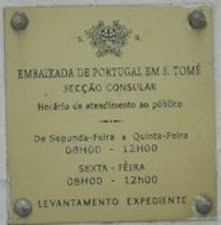 S. R.
EMBAIXADA DE PORTUGAL EM S. TOMÉ
SECÇÃO CONSULAR
Horário de atendimento ao público
De Segunda-Feira a Quinta-Feira
08H00 - 12H00
SEXTA - FEIRA
08H00 - 12h00
LEVANTAMENTO EXPEDIENTE